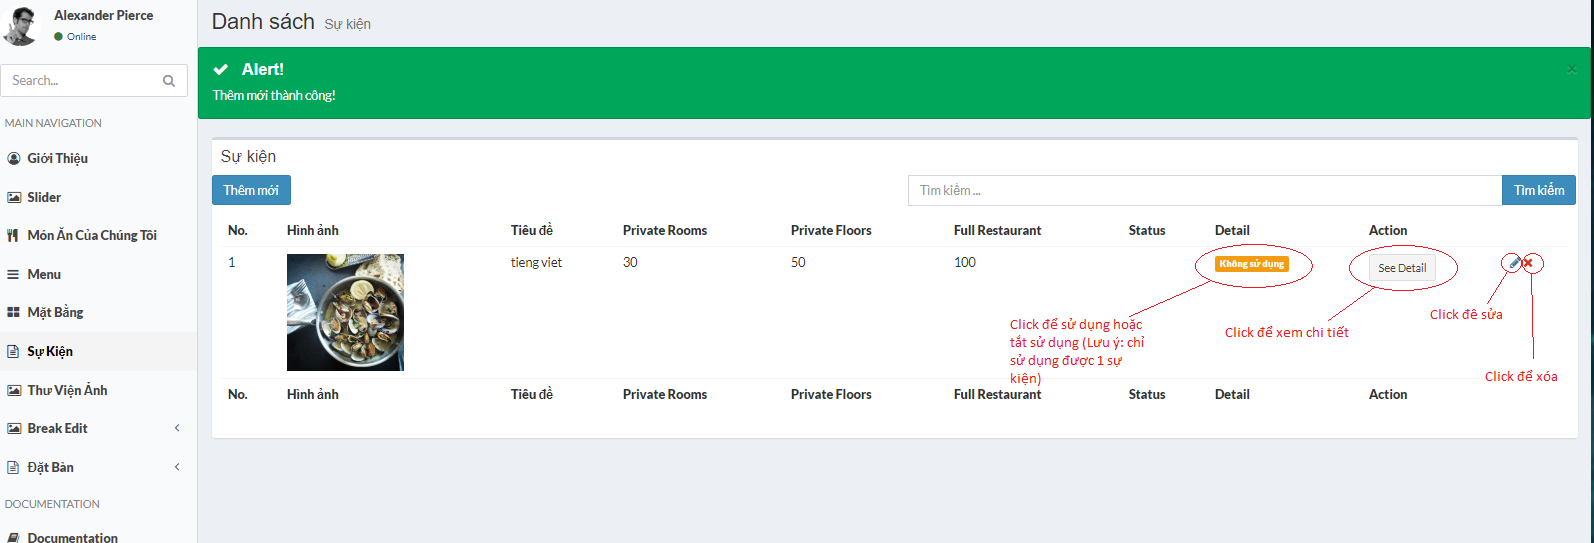 Alexander Pierce
Online
Search...
MAIN NAVIGATION
Giới Thiệu
Slider
Món Ăn Của Chúng Tôi
Menu
Mặt Bằng
Sự Kiện
Thư Viện Ảnh
Break Edit
Đặt Bàn
DOCUMENTATION
Documentation
Danh sách Sự kiện
Alert! ×
Thêm mới thành công!
Sự kiện
Thêm mới Tìm kiếm ... Tìm kiếm
No. Hình ảnh Tiêu đề Private Rooms Private Floors Full Restaurant Status Detail Action
1 tieng viet 30 50 100 Không sử dụng See Detail
Click để sử dụng hoặc
tắt sử dụng (Lưu ý: chỉ
sử dụng được 1 sự
kiện)
Click để xem chi tiết
Click đê sửa
Click để xóa
No. Hình ảnh Tiêu đề Private Rooms Private Floors Full Restaurant Status Detail Action